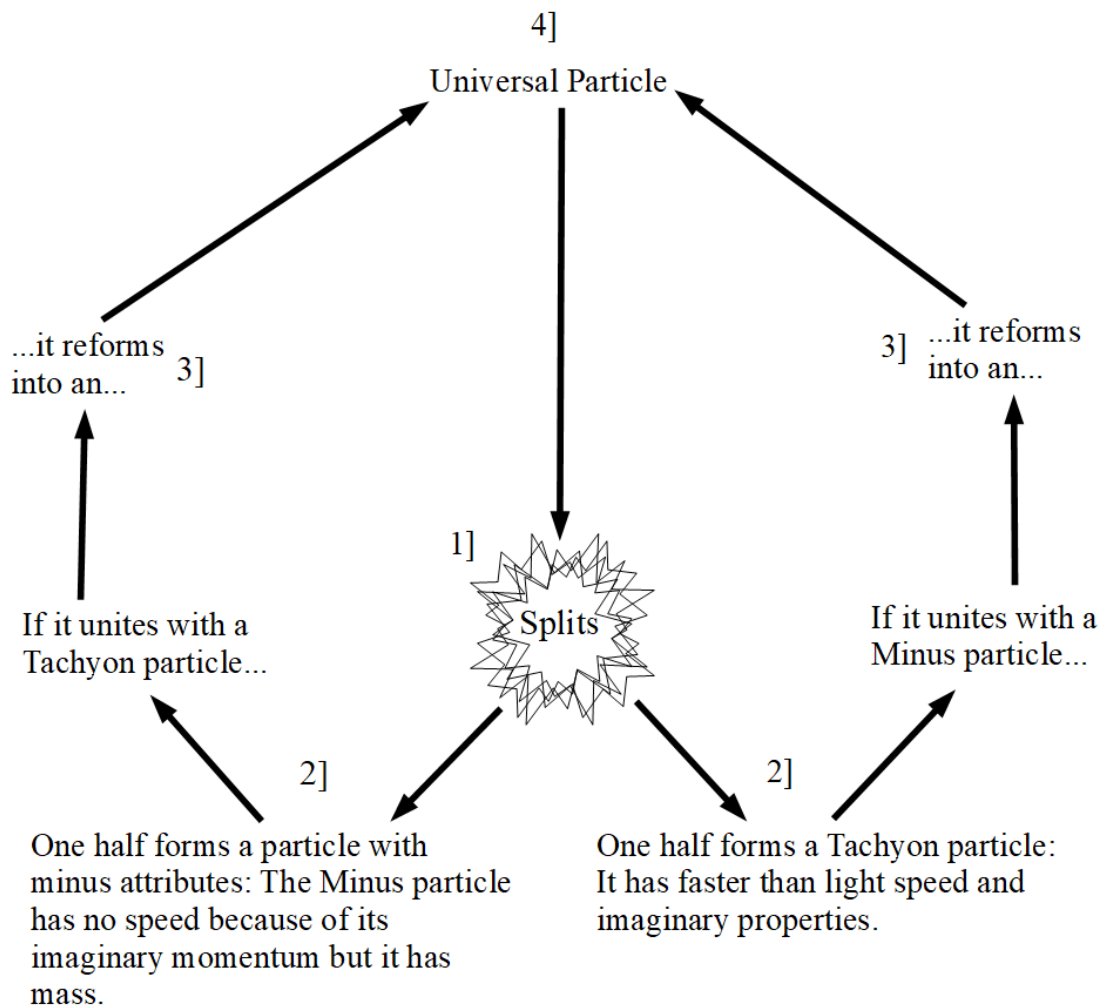 4]
Universal Particle
...it reforms
into an...
3]
3]
...it reforms
into an...
1]
Splits
If it unites with a
Tachyon particle...
If it unites with a
Minus particle...
2]
2]
One half forms a particle with
minus attributes: The Minus particle
has no speed because of its
imaginary momentum but it has
mass.
One half forms a Tachyon particle:
It has faster than light speed and
imaginary properties.